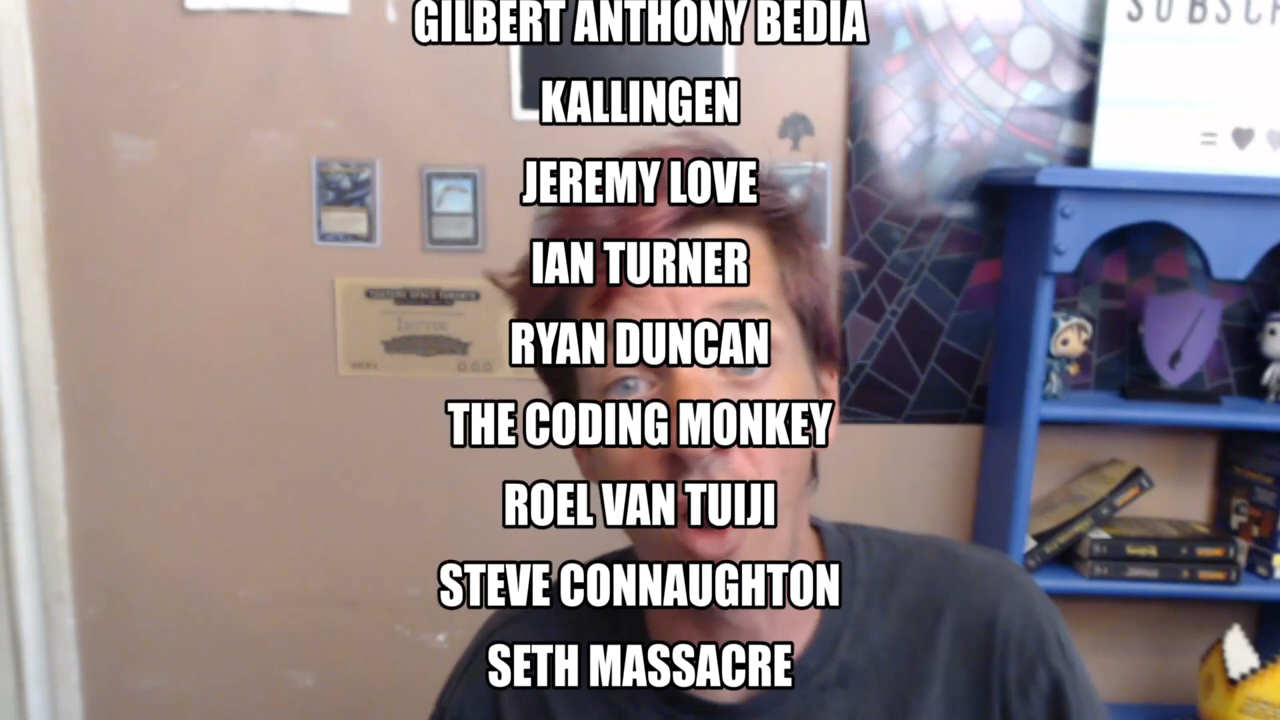 GILBERT ANTHONY BEDIA
SUBSC
KALLINGEN
= ♥
JEREMY LOVE
IAN TURNER
RYAN DUNCAN
THE CODING MONKEY
ROEL VAN TUIJI
STEVE CONNAUGHTON
SETH MASSACRE